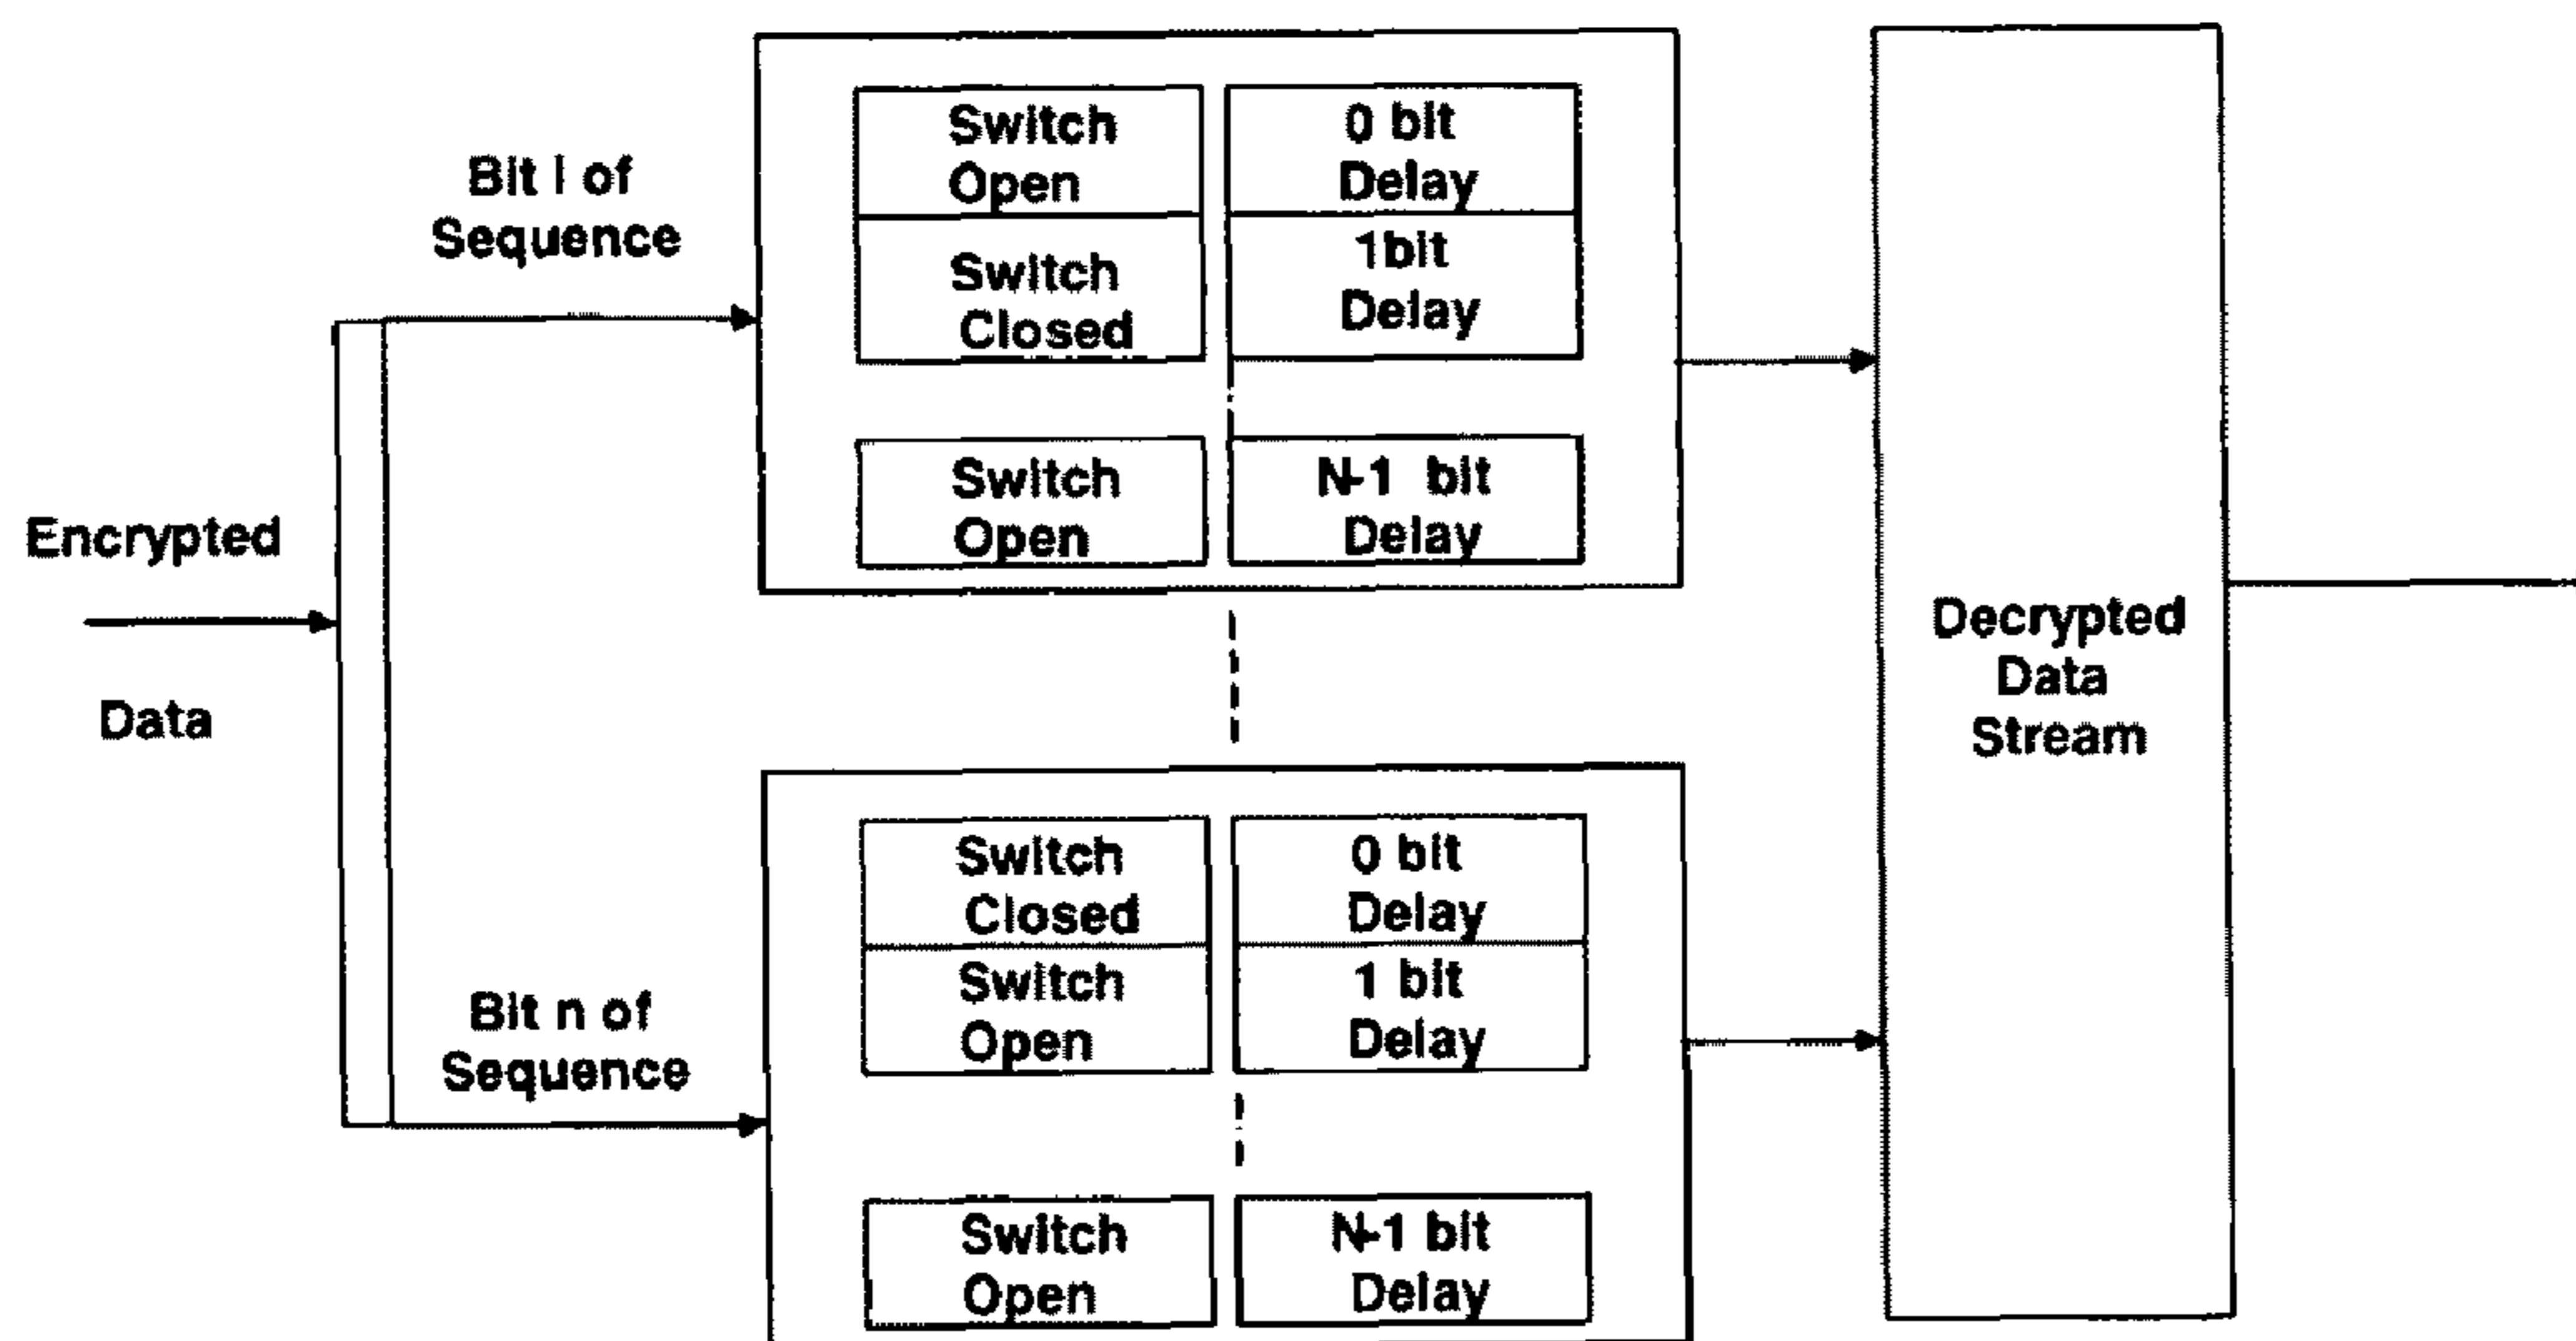 Encrypted
Data
Bit I of
Sequence
Switch
Open
0 bit
Delay
Switch
Closed
1bit
Delay
Switch
Open
N-1 bit
Delay
Bit n of
Sequence
Switch
Closed
0 bit
Delay
Switch
Open
1 bit
Delay
Switch
Open
N-1 bit
Delay
Decrypted
Data
Stream